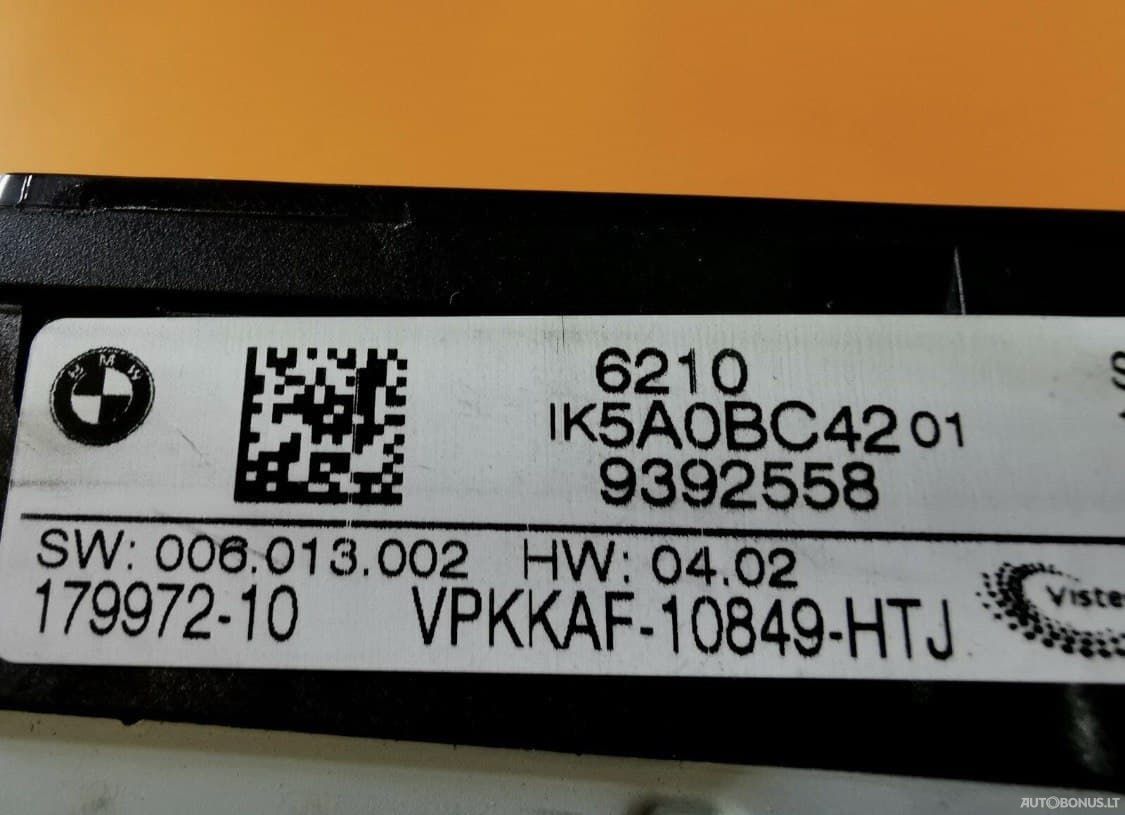 BMW
6210
IK5A0BC42 01
9392558
SW: 006.013.002 HW: 04.02
179972-10 VPKKAF-10849-HTJ
AUTOBONUS.LT